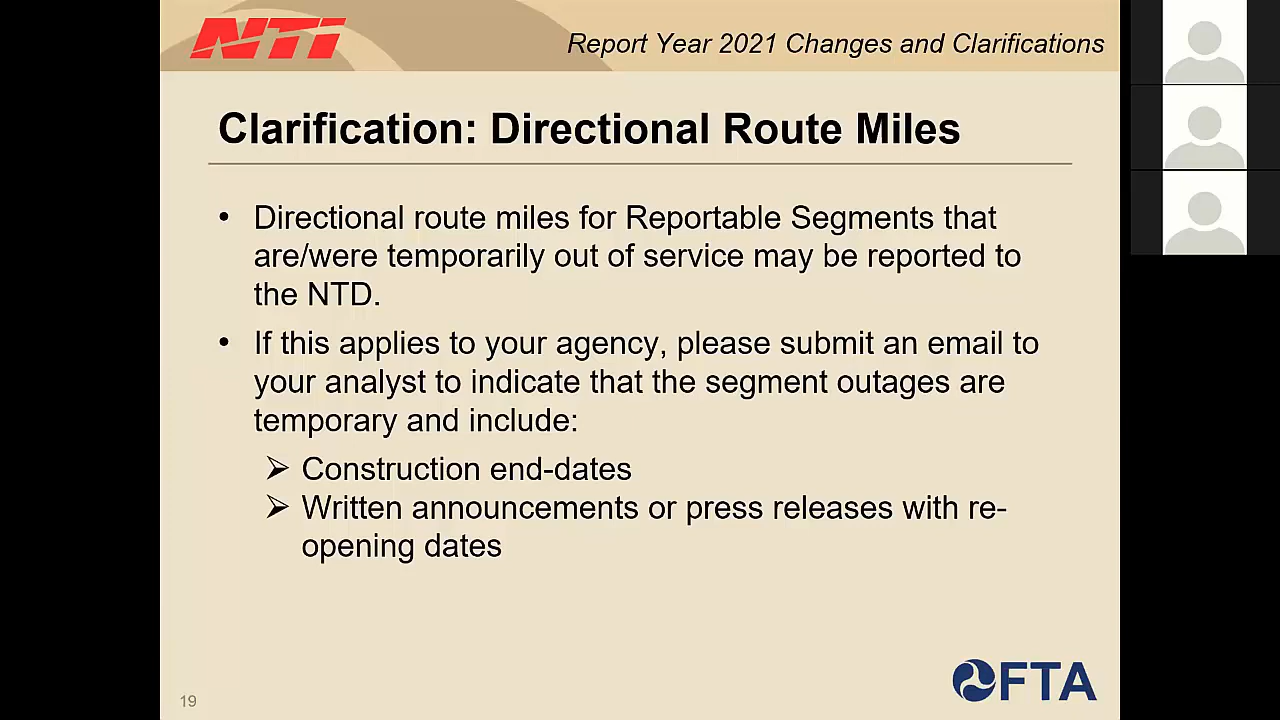 NTI
Report Year 2021 Changes and Clarifications
Clarification: Directional Route Miles
• Directional route miles for Reportable Segments that
are/were temporarily out of service may be reported to
the NTD.
• If this applies to your agency, please submit an email to
your analyst to indicate that the segment outages are
temporary and include:
➢ Construction end-dates
➢ Written announcements or press releases with re-
opening dates
19
FTA